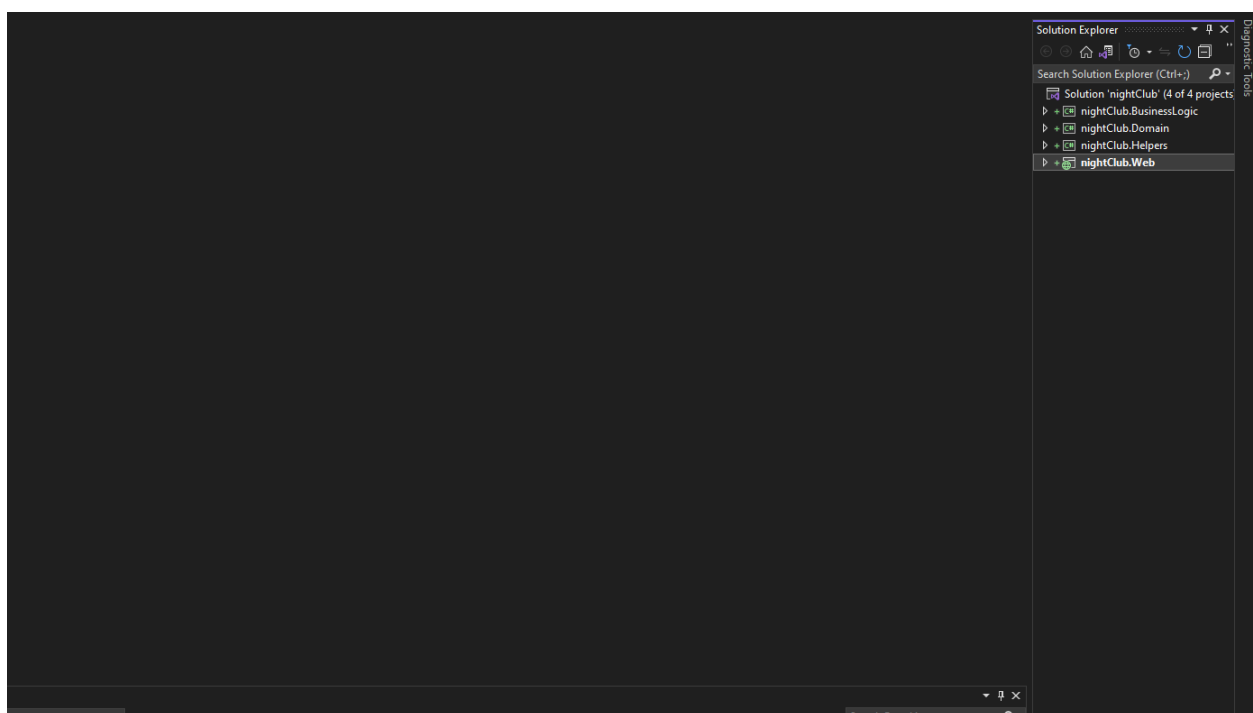 Solution Explorer
Search Solution Explorer (Ctrl+;)
Solution 'nightClub' (4 of 4 projects
nightClub.BusinessLogic
nightClub.Domain
nightClub.Helpers
nightClub.Web
Diagnostic Tools